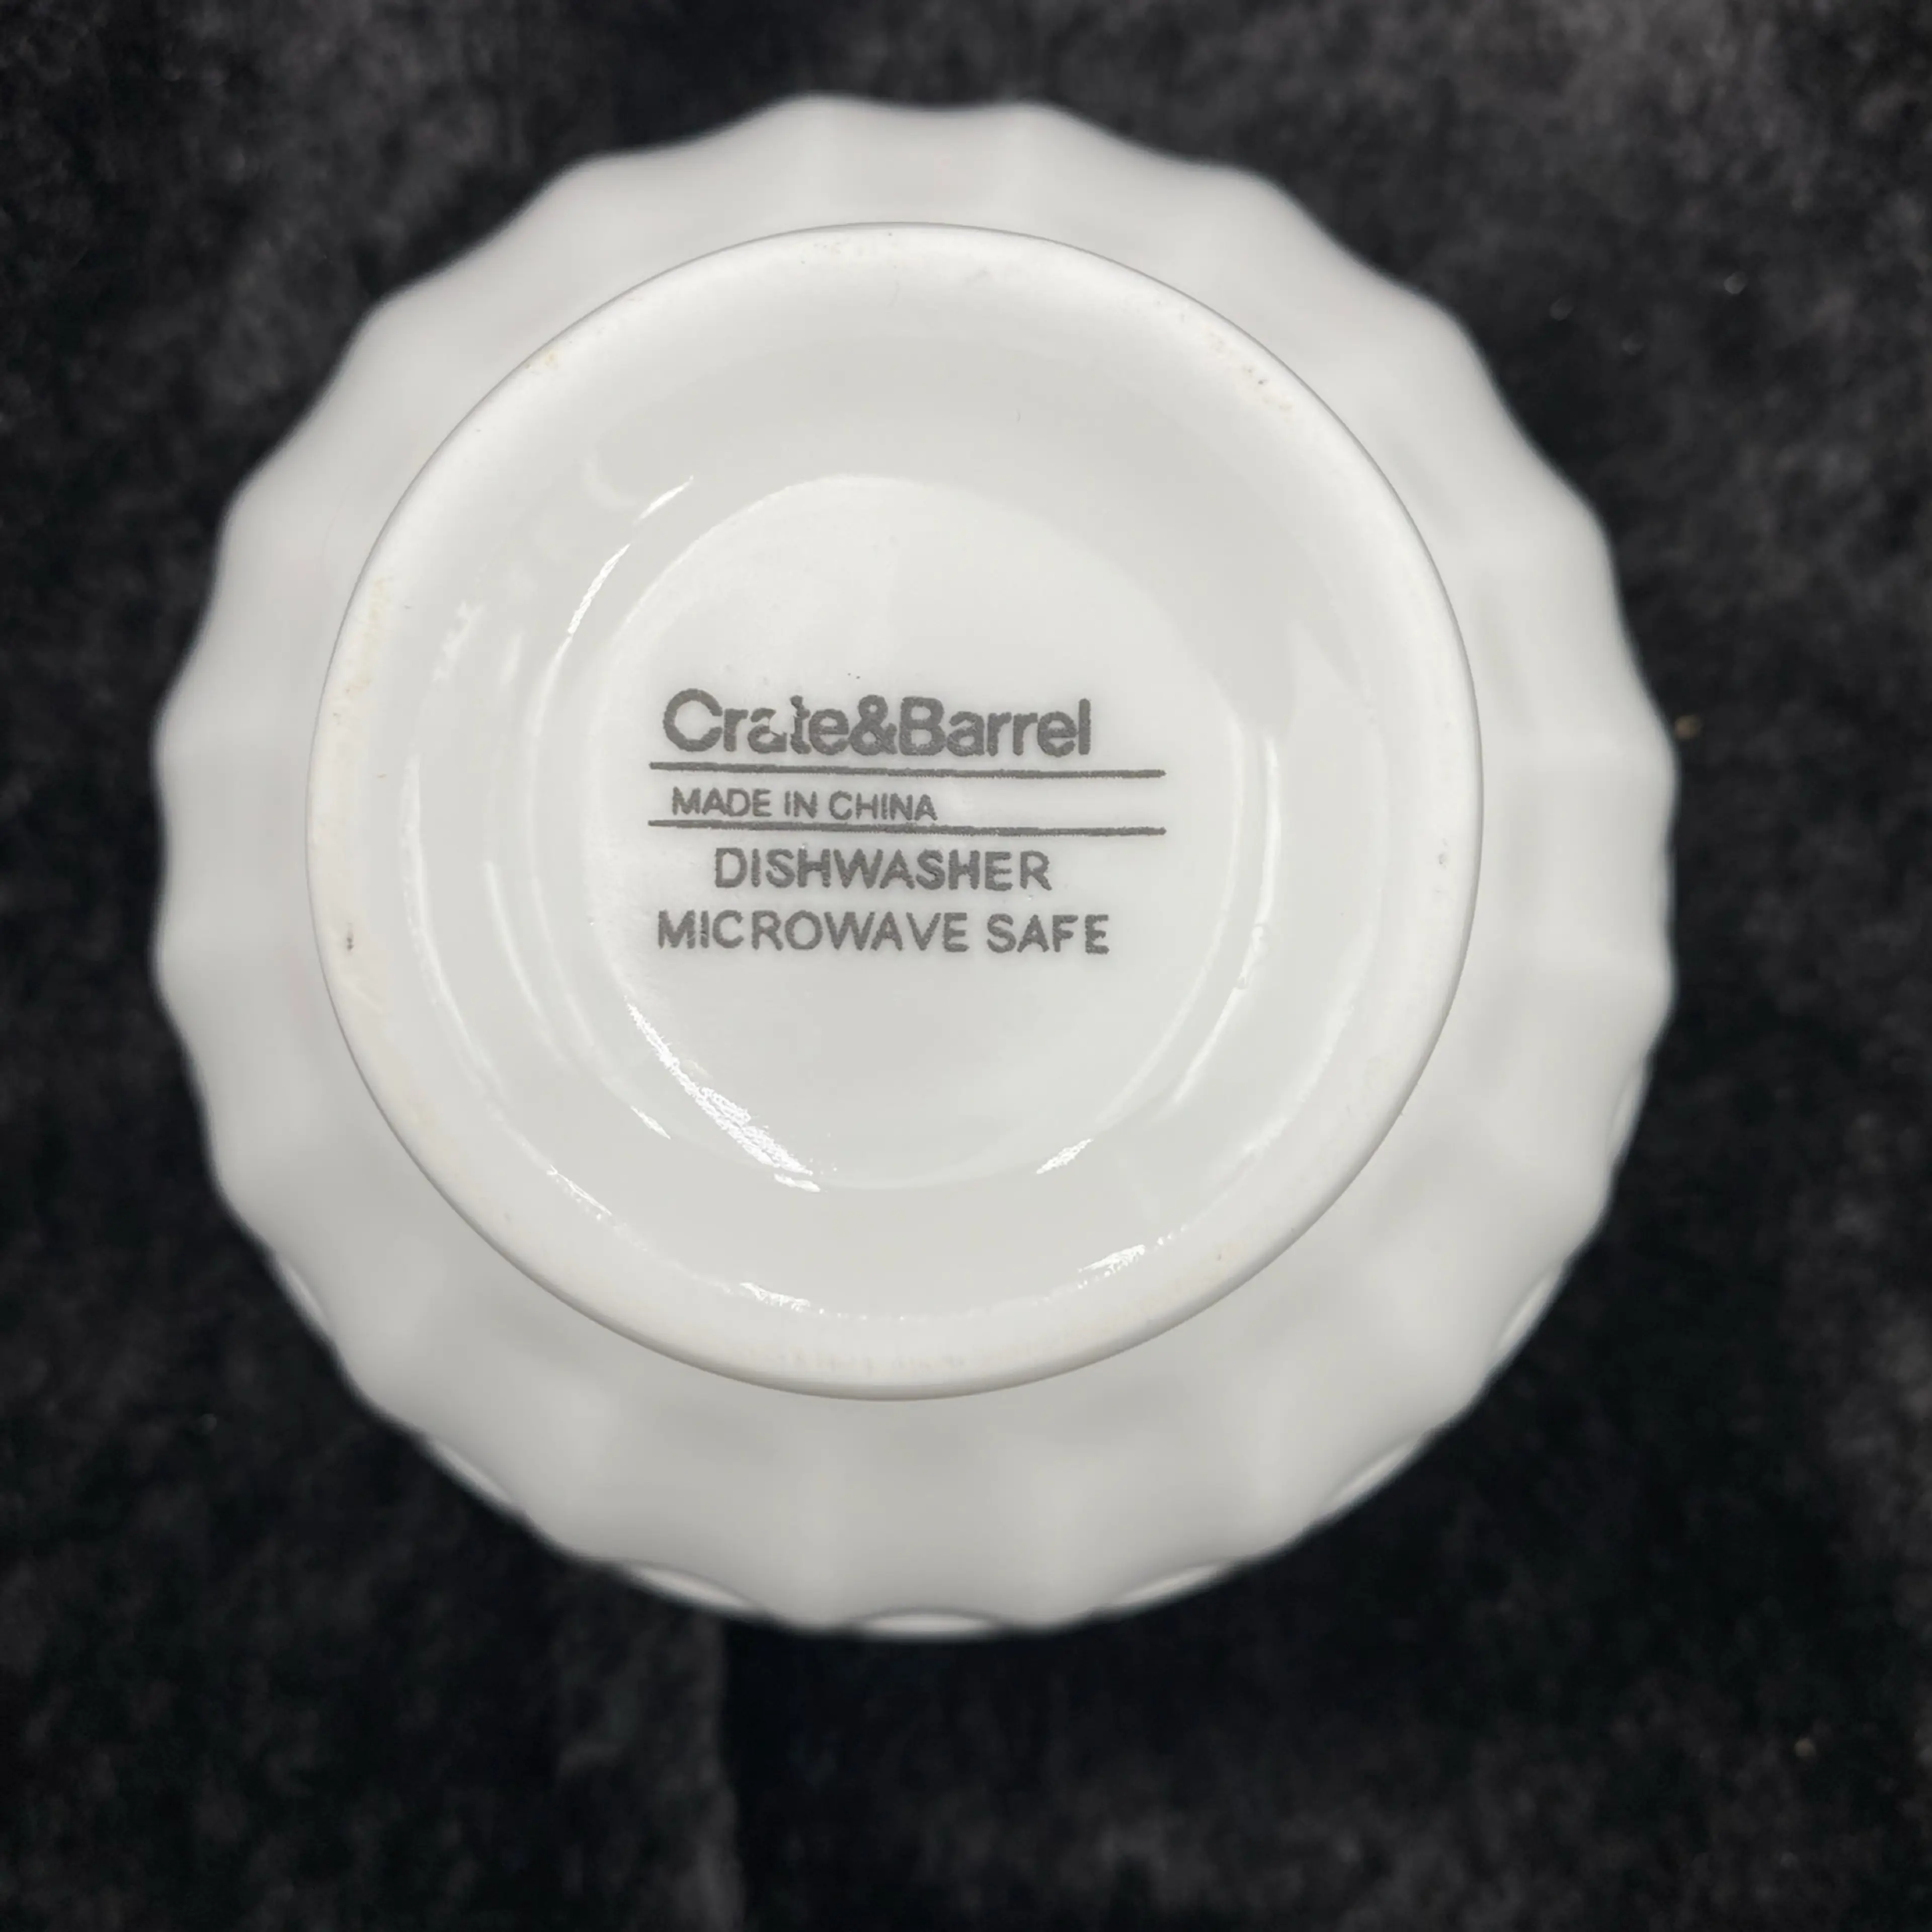 Crate&Barrel
MADE IN CHINA
DISHWASHER
MICROWAVE SAFE